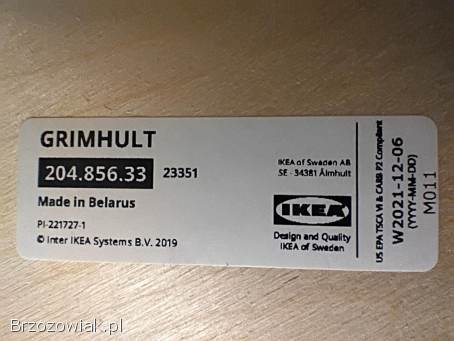 GRIMHULT
204.856.33 23351
Made in Belarus
PI-221727-1
© Inter IKEA Systems B.V. 2019
IKEA of Sweden AB
SE - 34381 Älmhult
IKEA
Design and Quality
IKEA of Sweden
US EPA TSCA VI & CARB P2 Compliant
W2021-12-06
(YYYY-MM-DD)
M011
Brzozowiak.pl